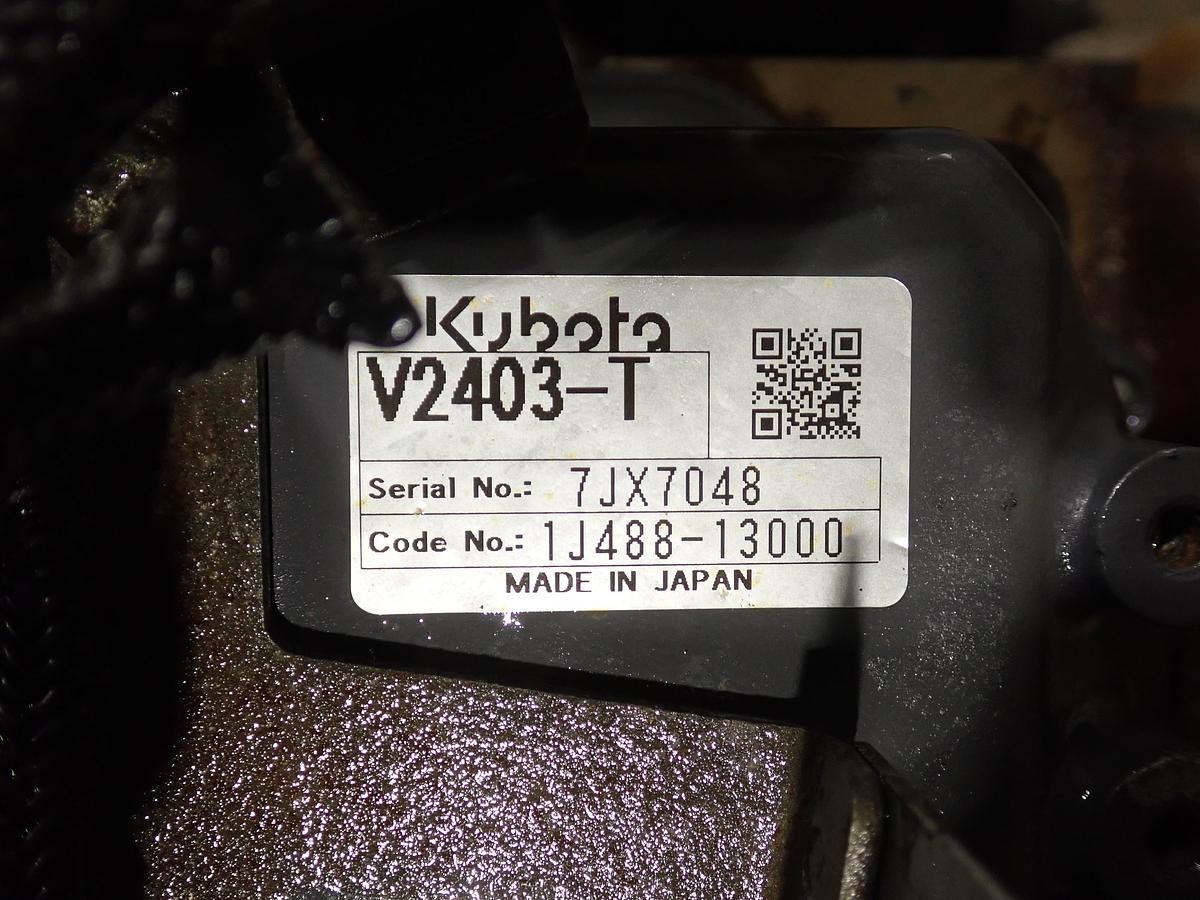 Kubota
V2403-T
Serial No.: 7JX7048
Code No.: 1J488-13000
MADE IN JAPAN